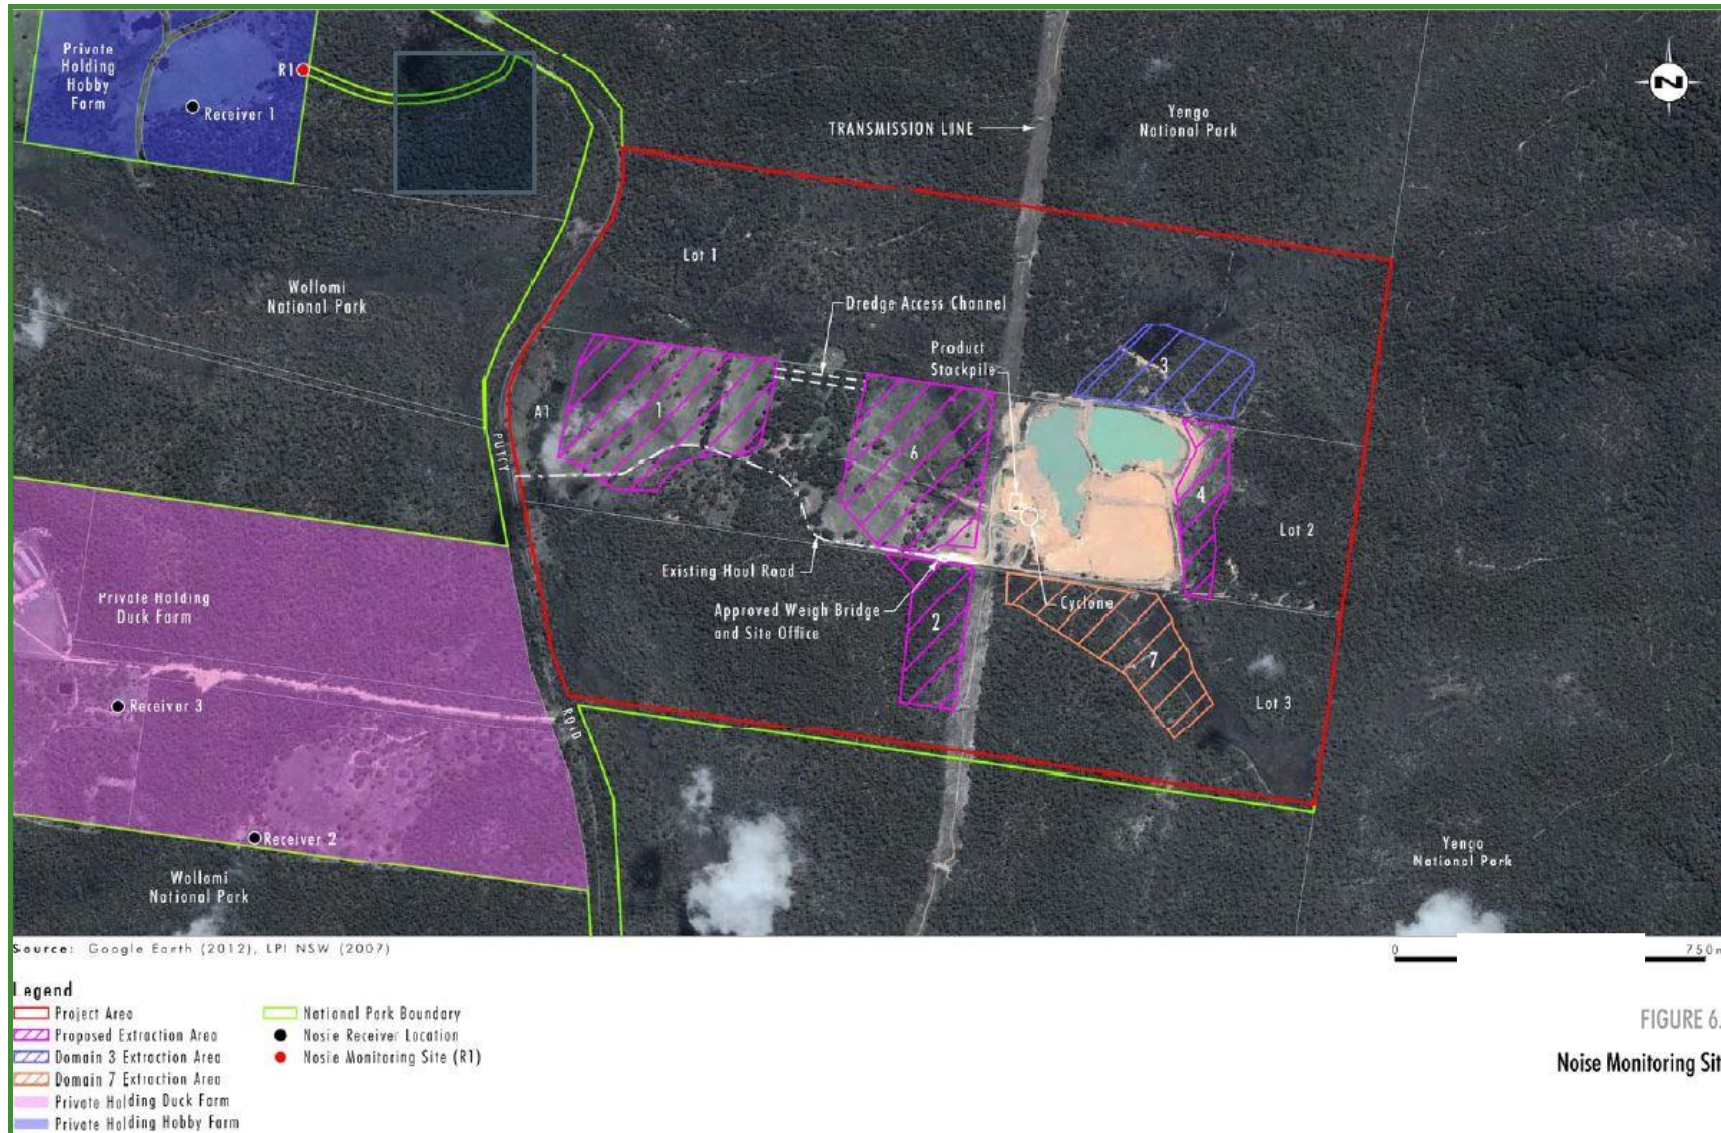 Private
Holding
Hobby
Farm
R1
Receiver 1
TRANSMISSION LINE
Yengo
National Park
N
Lot 1
Wollomi
National Park
Dredge Access Channel
Product
Stockpile
3
A1
1
6
4
PUTTY
Lot 2
Existing Haul Road
Approved Weigh Bridge
and Site Office
Cyclone
2
7
Private Holding
Duck Farm
Receiver 3
ROAD
Lot 3
Receiver 2
Wollomi
National Park
Yengo
National Park
Source: Google Earth (2012), LPI NSW (2007)
0 750m
Legend
Project Area
Proposed Extraction Area
Domain 3 Extraction Area
Domain 7 Extraction Area
Private Holding Duck Farm
Private Holding Hobby Farm
National Park Boundary
Nosie Receiver Location
Nosie Monitoring Site (R1)
FIGURE 6.
Noise Monitoring Sit